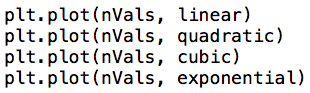 plt.plot(nVals, linear)
plt.plot(nVals, quadratic)
plt.plot(nVals, cubic)
plt.plot(nVals, exponential)